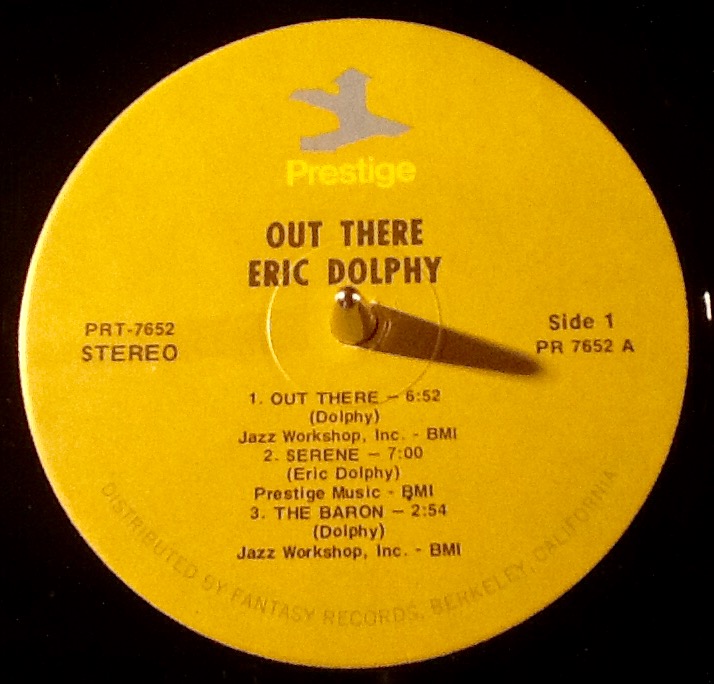 Prestige
OUT THERE
ERIC DOLPHY
PRT-7652
STEREO
Side 1
PR 7652 A
1. OUT THERE — 6:52
(Dolphy)
Jazz Workshop, Inc. - BMI
2. SERENE — 7:00
(Eric Dolphy)
Prestige Music - BMI
3. THE BARON — 2:54
(Dolphy)
Jazz Workshop, Inc. - BMI
DISTRIBUTED BY FANTASY RECORDS, BERKELEY, CALIFORNIA